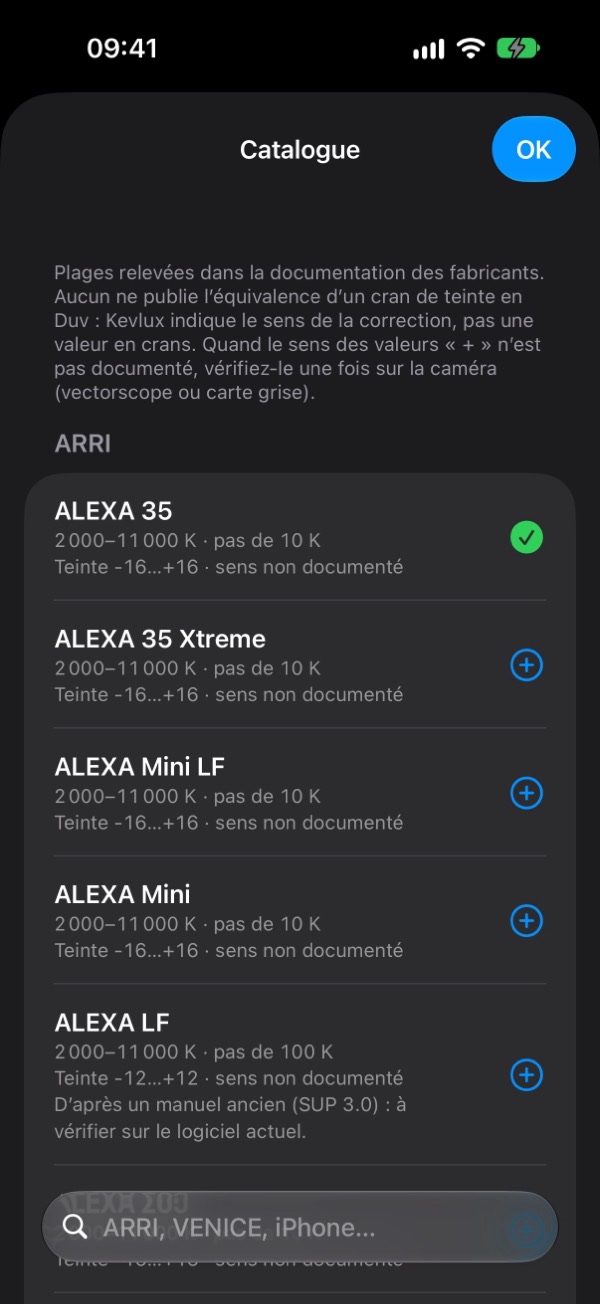 09:41
Catalogue
OK
Plages relevées dans la documentation des fabricants.
Aucun ne publie l’équivalence d’un cran de teinte en
Duv : Kevlux indique le sens de la correction, pas une
valeur en crans. Quand le sens des valeurs « + » n’est
pas documenté, vérifiez-le une fois sur la caméra
(vectorscope ou carte grise).
ARRI
ALEXA 35
2 000–11 000 K · pas de 10 K
Teinte -16…+16 · sens non documenté
ALEXA 35 Xtreme
2 000–11 000 K · pas de 10 K
Teinte -16…+16 · sens non documenté
ALEXA Mini LF
2 000–11 000 K · pas de 10 K
Teinte -16…+16 · sens non documenté
ALEXA Mini
2 000–11 000 K · pas de 10 K
Teinte -16…+16 · sens non documenté
ALEXA LF
2 000–11 000 K · pas de 100 K
Teinte -12…+12 · sens non documenté
D’après un manuel ancien (SUP 3.0) : à
vérifier sur le logiciel actuel.
ARRI, VENICE, iPhone…